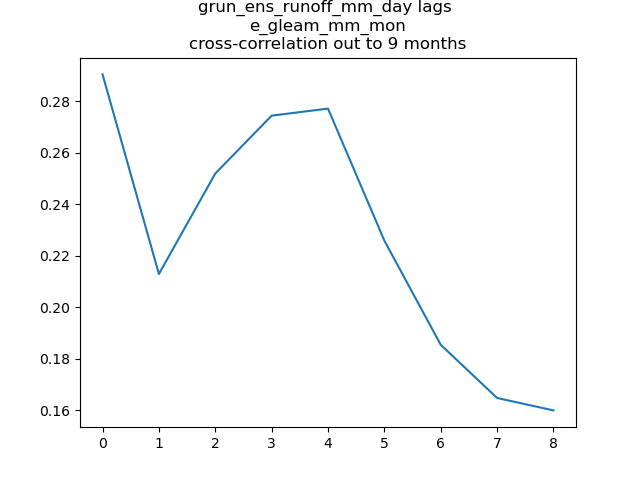 grun_ens_runoff_mm_day lags
e_gleam_mm_mon
cross-correlation out to 9 months
0.28
0.26
0.24
0.22
0.20
0.18
0.16
0 1 2 3 4 5 6 7 8